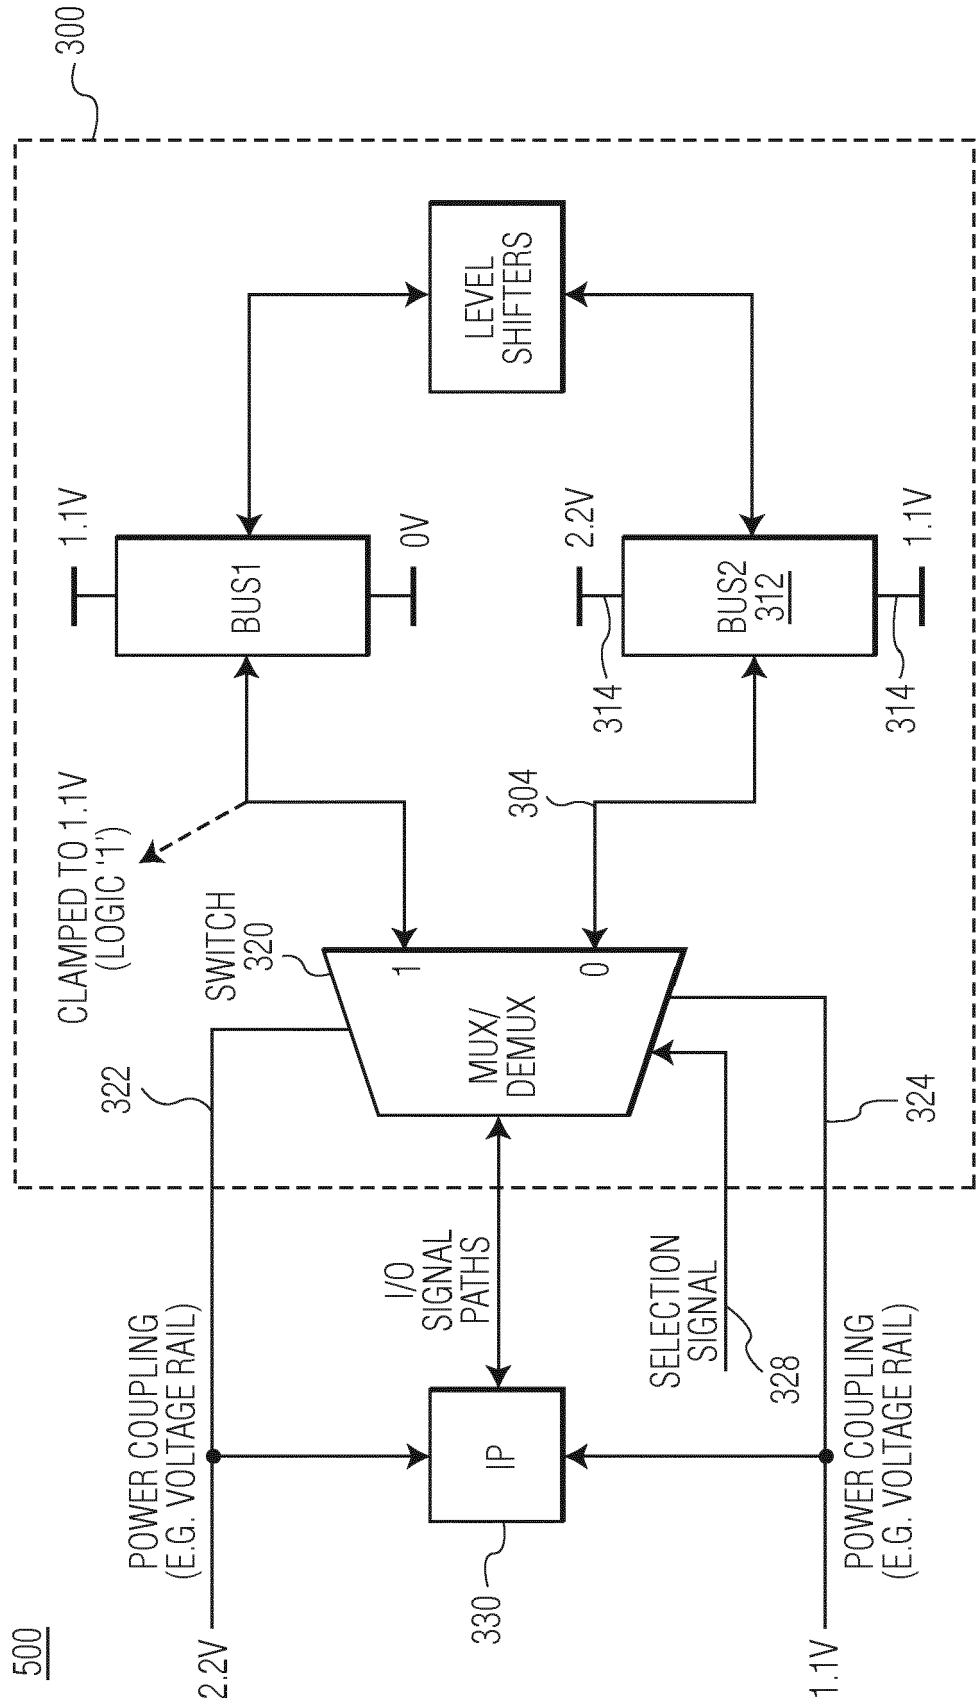 500
300
CLAMPED TO 1.1V
(LOGIC '1')
1.1V
BUS1
0V
LEVEL
SHIFTERS
2.2V
BUS2
312
1.1V
314
314
304
SWITCH
320
1
0
MUX/
DEMUX
322
324
I/O
SIGNAL
PATHS
SELECTION
SIGNAL
328
POWER COUPLING
(E.G. VOLTAGE RAIL)
2.2V
IP
330
POWER COUPLING
(E.G. VOLTAGE RAIL)
1.1V